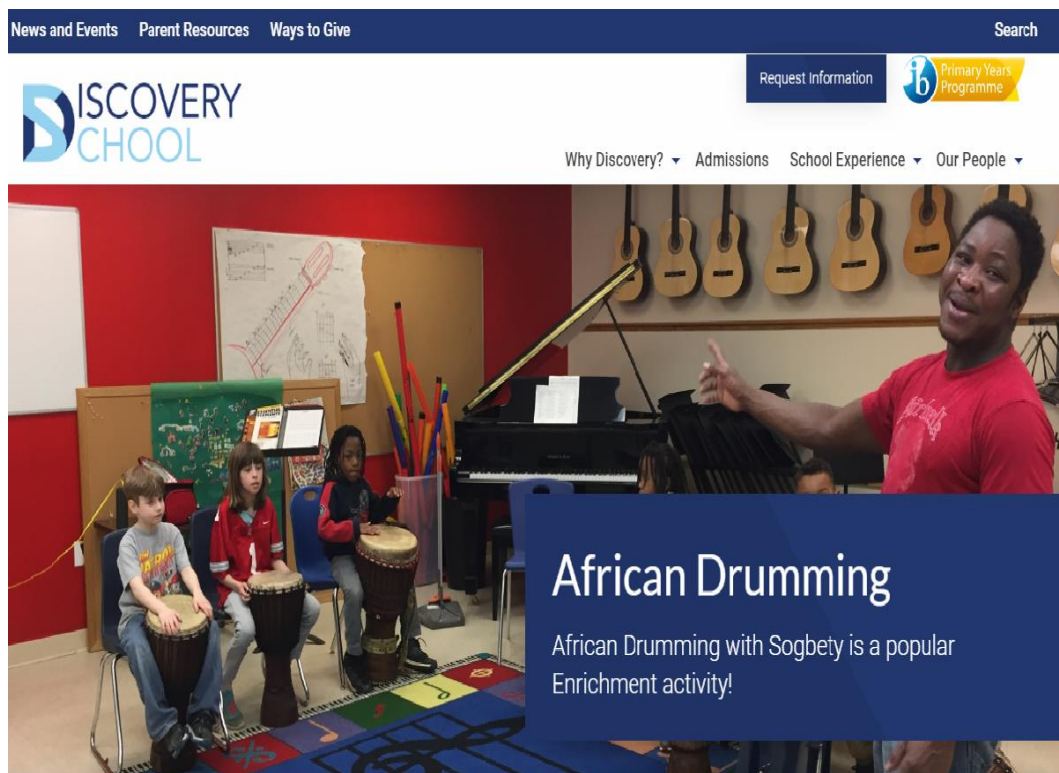 News and Events Parent Resources Ways to Give Search
Request Information
ib Primary Years
Programme
DISCOVERY
SCHOOL
Why Discovery? Admissions School Experience Our People
African Drumming
African Drumming with Sogbety is a popular
Enrichment activity!